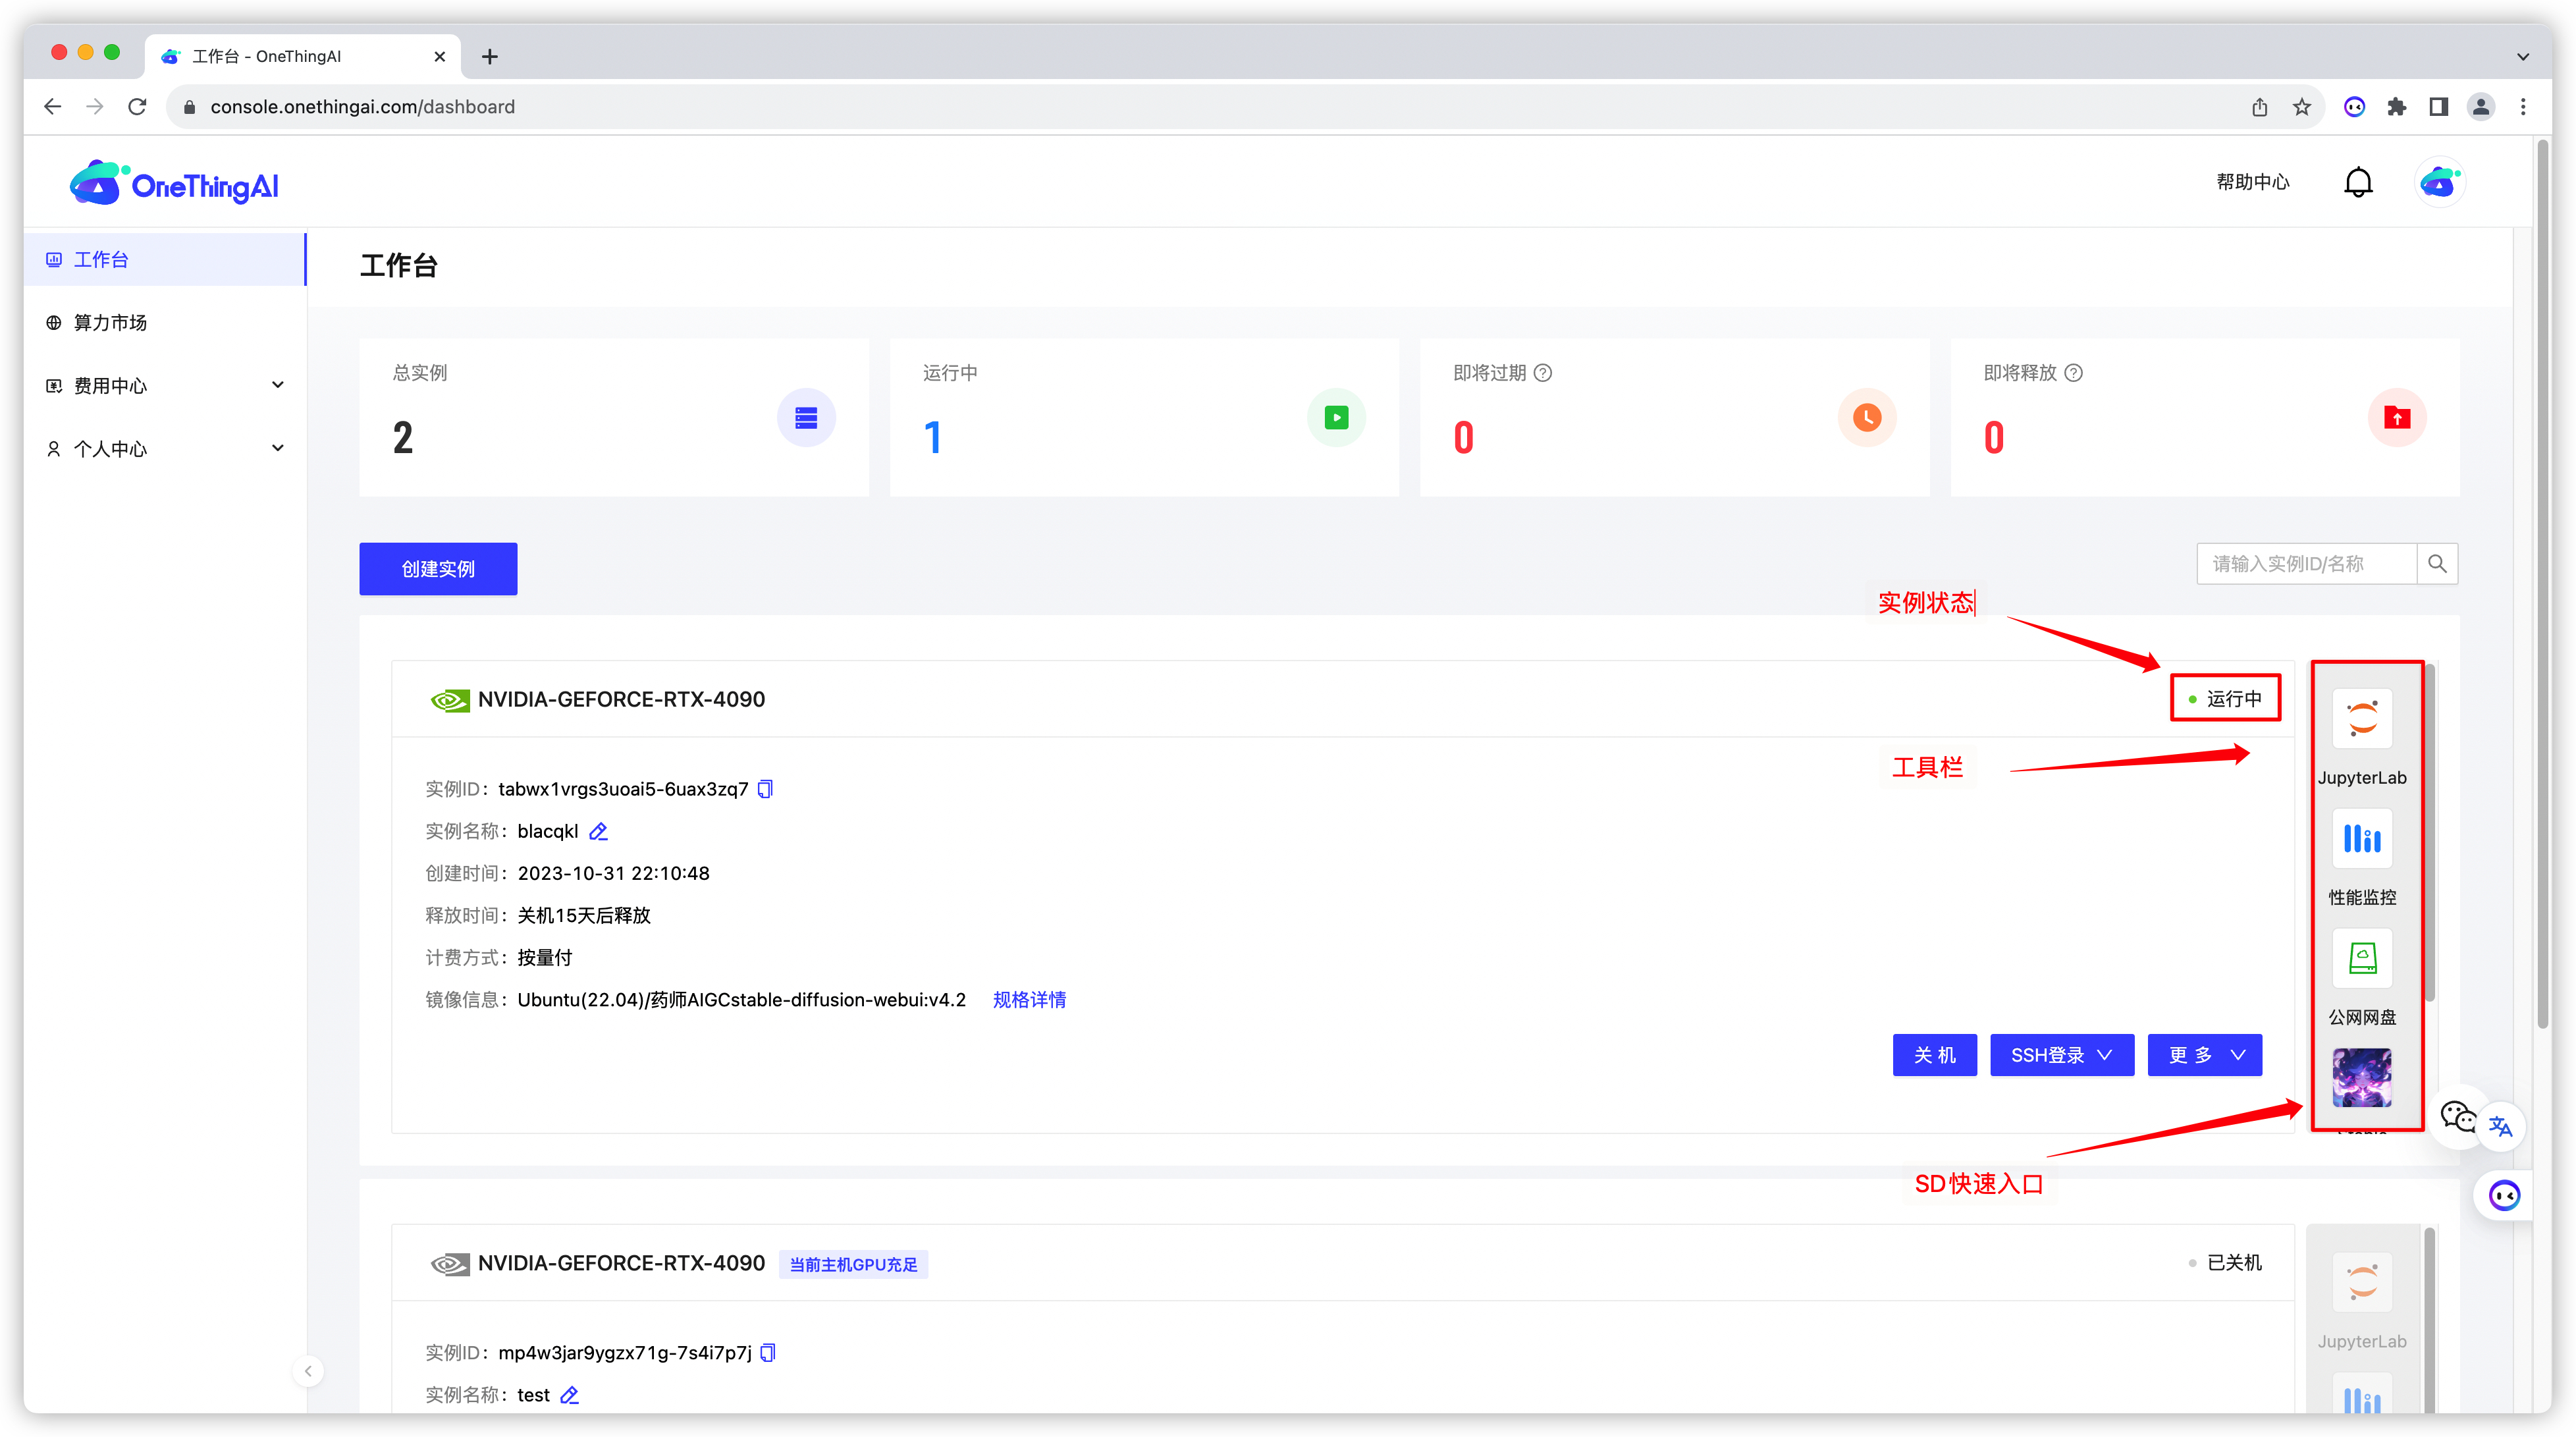 工作台 - OneThingAI
console.onethingai.com/dashboard
OneThingAI
帮助中心
工作台
算力市场
费用中心
个人中心
工作台
总实例
2
运行中
1
即将过期
0
即将释放
0
创建实例
请输入实例ID/名称
实例状态
NVIDIA-GEFORCE-RTX-4090
运行中
工具栏
实例ID：tabwx1vrgs3uoai5-6uax3zq7
实例名称：blacqkl
创建时间：2023-10-31 22:10:48
释放时间：关机15天后释放
计费方式：按量付
镜像信息：Ubuntu(22.04)/药师AIGCstable-diffusion-webui:v4.2 规格详情
关 机
SSH登录
更 多
JupyterLab
性能监控
公网网盘
SD快速入口
NVIDIA-GEFORCE-RTX-4090
当前主机GPU充足
已关机
实例ID：mp4w3jar9ygzx71g-7s4i7p7j
实例名称：test
JupyterLab